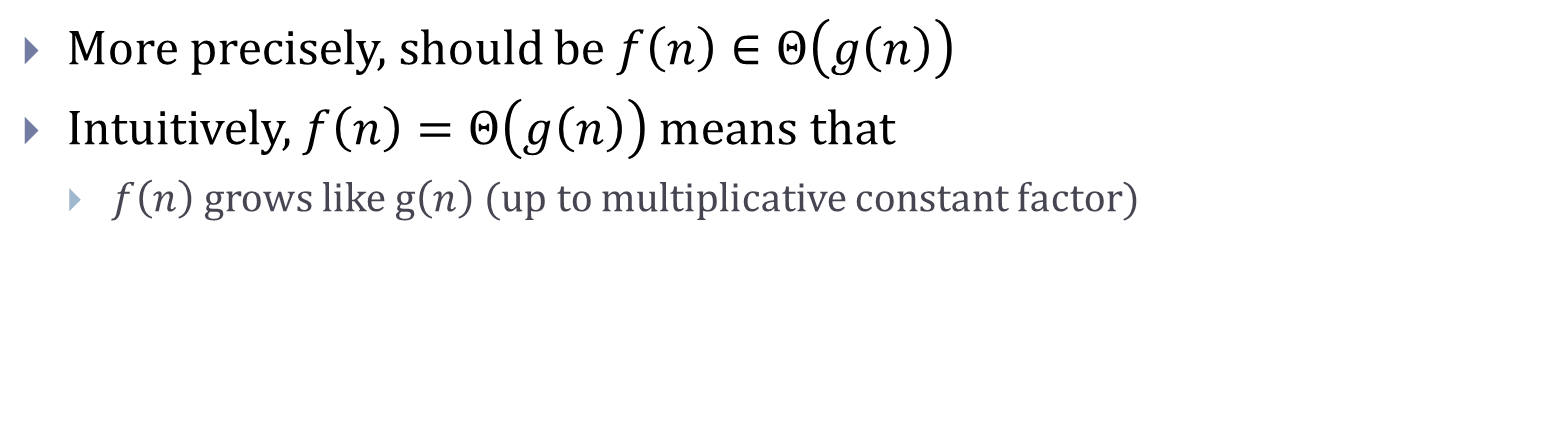 More precisely, should be f(n) ∈ Θ(g(n))
Intuitively, f(n) = Θ(g(n)) means that
f(n) grows like g(n) (up to multiplicative constant factor)